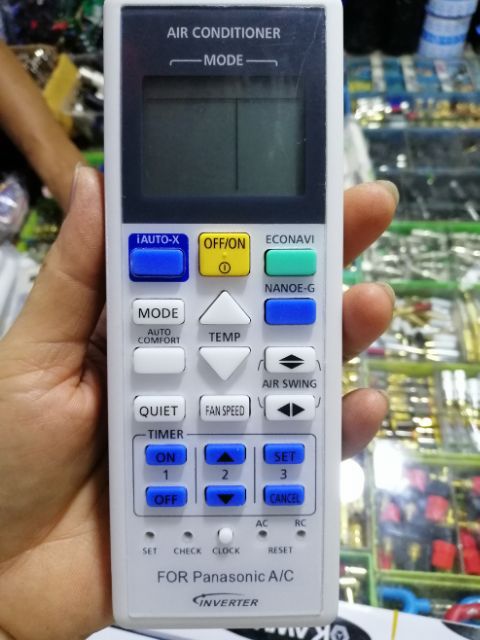 AIR CONDITIONER
MODE
iAUTO-X
OFF/ON
ECONAVI
NANOE-G
MODE
TEMP
AUTO
COMFORT
AIR SWING
QUIET
FAN SPEED
TIMER
ON
SET
1
2
3
OFF
CANCEL
AC
RC
SET
CHECK
CLOCK
RESET
FOR Panasonic A/C
INVERTER